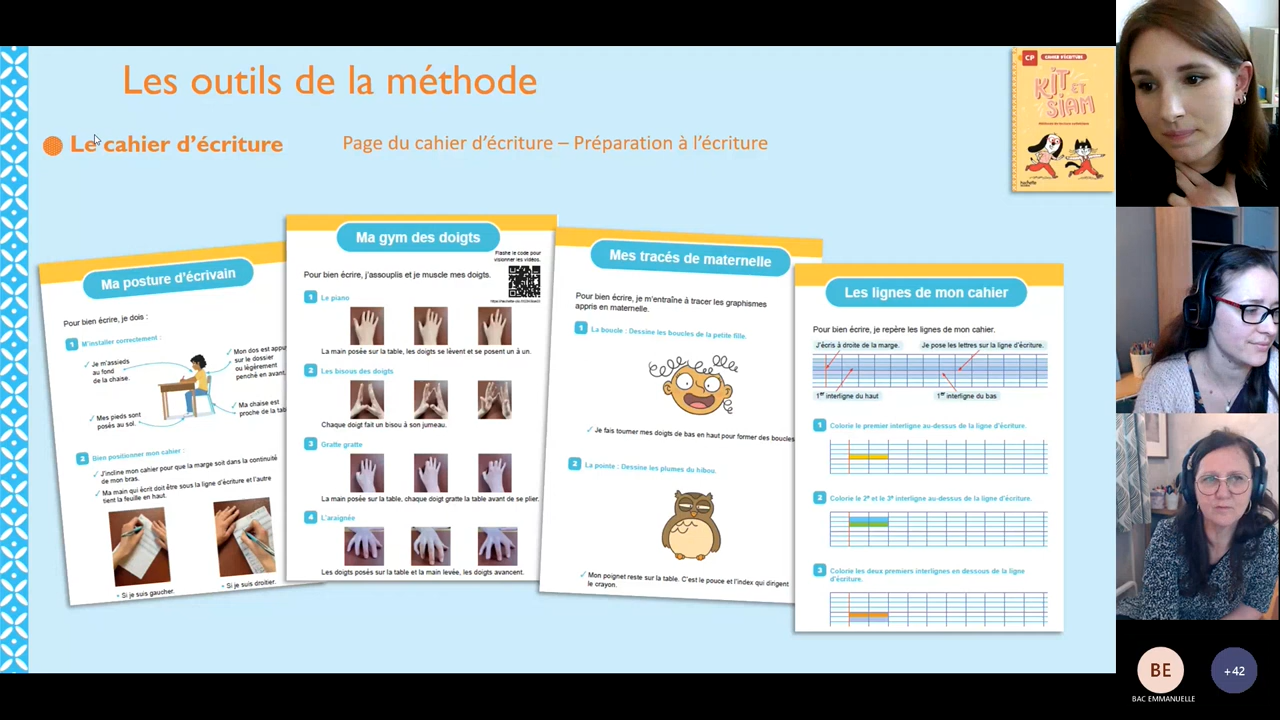 Les outils de la méthode
Le cahier d'écriture
Page du cahier d'écriture – Préparation à l'écriture
CP
CAHIER D'ÉCRITURE
KIT ET
SIAM
hachette
Ma posture d'écrivain
Pour bien écrire, je dois :
1 M'installer correctement :
✓ Je m'assieds
au fond
de la chaise.
✓ Mon dos est appu
sur le dossier
ou légèrement
penché en avant.
✓ Mes pieds sont
posés au sol.
✓ Ma chaise est
proche de la tab
2 Bien positionner mon cahier :
✓ J'incline mon cahier pour que la marge soit dans la continuité
de mon bras.
✓ Ma main qui écrit doit être sous la ligne d'écriture et l'autre
tient la feuille en haut.
• Si je suis gaucher.
• Si je suis droitier.
Ma gym des doigts
Flashe le code pour
visionner les vidéos.
Pour bien écrire, j'assouplis et je muscle mes doigts.
1 Le piano
La main posée sur la table, les doigts se lèvent et se posent un à un.
2 Les bisous des doigts
Chaque doigt fait un bisou à son jumeau.
3 Gratte gratte
La main posée sur la table, chaque doigt gratte la table avant de se plier.
4 L'araignée
Les doigts posés sur la table et la main levée, les doigts avancent.
Mes tracés de maternelle
Pour bien écrire, je m'entraîne à tracer les graphismes
appris en maternelle.
1 La boucle : Dessine les boucles de la petite fille.
✓ Je fais tourner mes doigts de bas en haut pour former des boucles
2 La pointe : Dessine les plumes du hibou.
✓ Mon poignet reste sur la table. C'est le pouce et l'index qui dirigent
le crayon.
Les lignes de mon cahier
Pour bien écrire, je repère les lignes de mon cahier.
J'écris à droite de la marge.
Je pose les lettres sur la ligne d'écriture.
1er interligne du haut
1er interligne du bas
1 Colorie le premier interligne au-dessus de la ligne d'écriture.
2 Colorie le 2e et le 3e interligne au-dessus de la ligne d'écriture.
3 Colorie les deux premiers interlignes en dessous de la ligne
d'écriture.
BE
BAC EMMANUELLE
+42